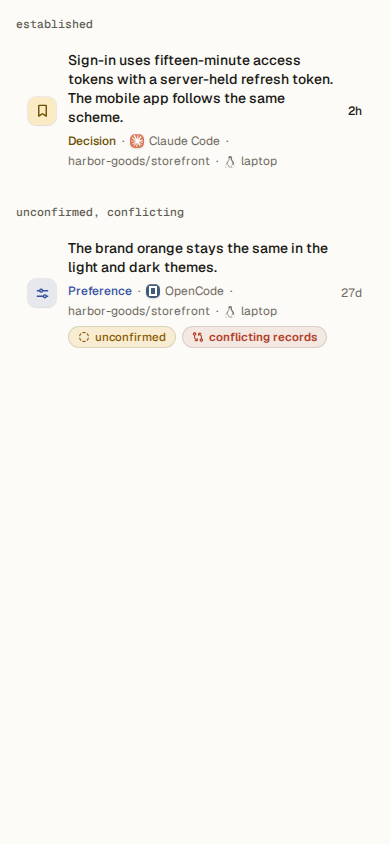 established
Sign-in uses fifteen-minute access
tokens with a server-held refresh token.
The mobile app follows the same
scheme.
2h
Decision · Claude Code ·
harbor-goods/storefront · laptop
unconfirmed, conflicting
The brand orange stays the same in the
light and dark themes.
Preference · OpenCode ·
27d
harbor-goods/storefront · laptop
unconfirmed conflicting records